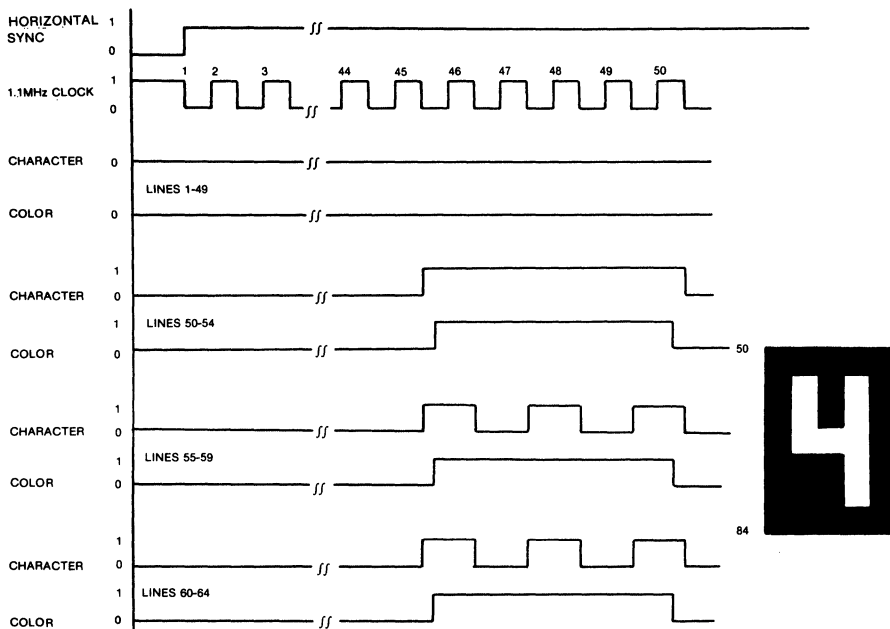 HORIZONTAL SYNC 1 0
1 2 3 44 45 46 47 48 49 50
1.1MHz CLOCK 1 0
CHARACTER 0
LINES 1-49
COLOR 0
1
CHARACTER 0
1 LINES 50-54
COLOR 0
50
1
CHARACTER 0
1 LINES 55-59
COLOR 0
4
84
1
CHARACTER 0
1 LINES 60-64
COLOR 0